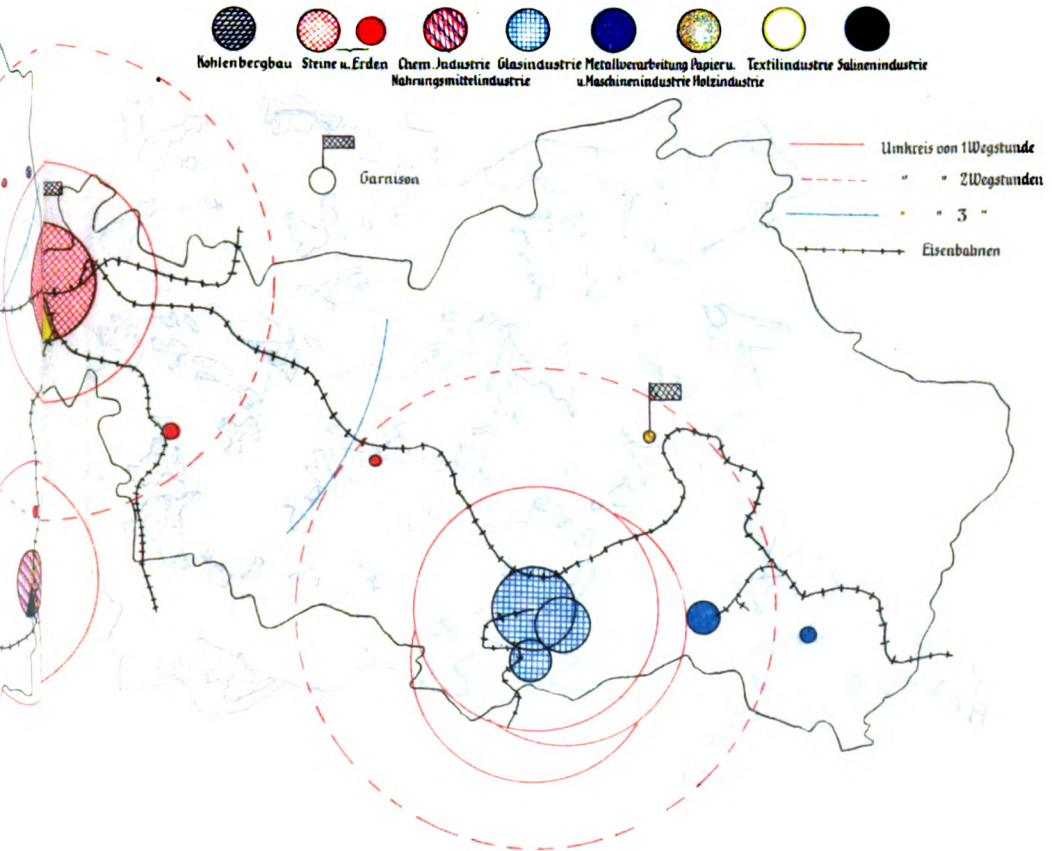 Kohlenbergbau Steine u. Erden Chem. Industrie Glasindustrie Metallverarbeitung Papier u. Textilindustrie Salinenindustrie
Nahrungsmittelindustrie u. Maschinenindustrie Holzindustrie
Umkreis von 1 Wegstunde
" " 2 Wegstunden
" " 3 "
Eisenbahnen
Garnison